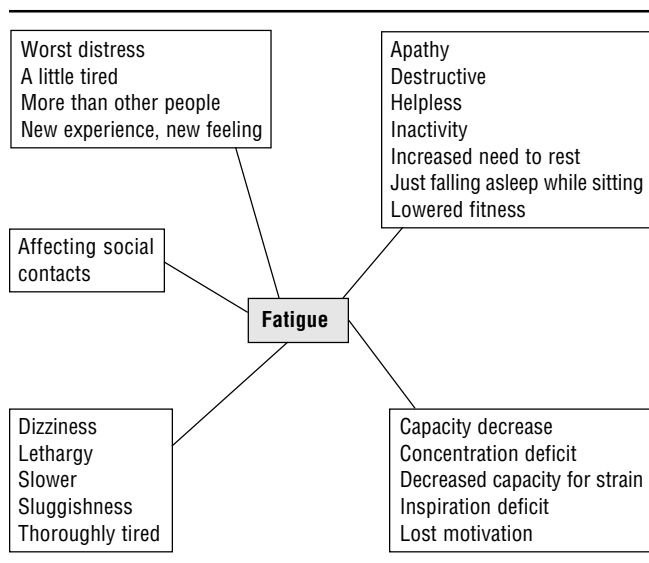 Worst distress
A little tired
More than other people
New experience, new feeling
Apathy
Destructive
Helpless
Inactivity
Increased need to rest
Just falling asleep while sitting
Lowered fitness
Affecting social
contacts
Fatigue
Dizziness
Lethargy
Slower
Sluggishness
Thoroughly tired
Capacity decrease
Concentration deficit
Decreased capacity for strain
Inspiration deficit
Lost motivation